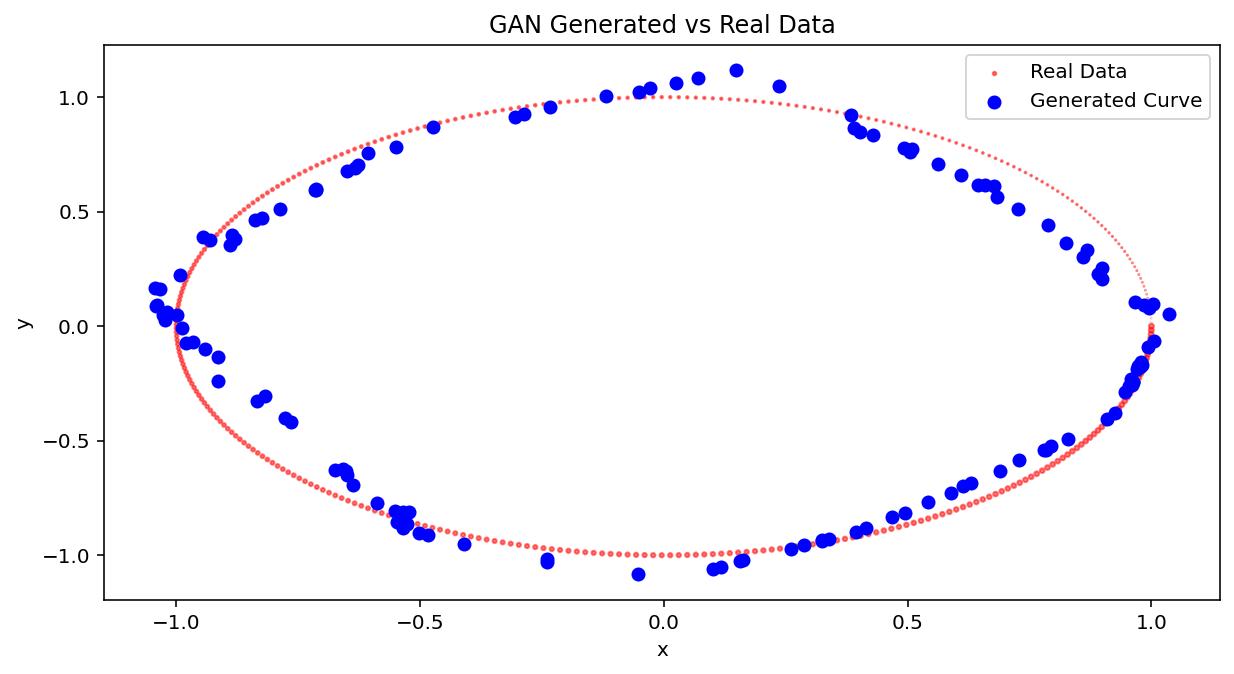 GAN Generated vs Real Data
Real Data
Generated Curve
1.0
0.5
0.0
−0.5
−1.0
y
−1.0 −0.5 0.0 0.5 1.0
x